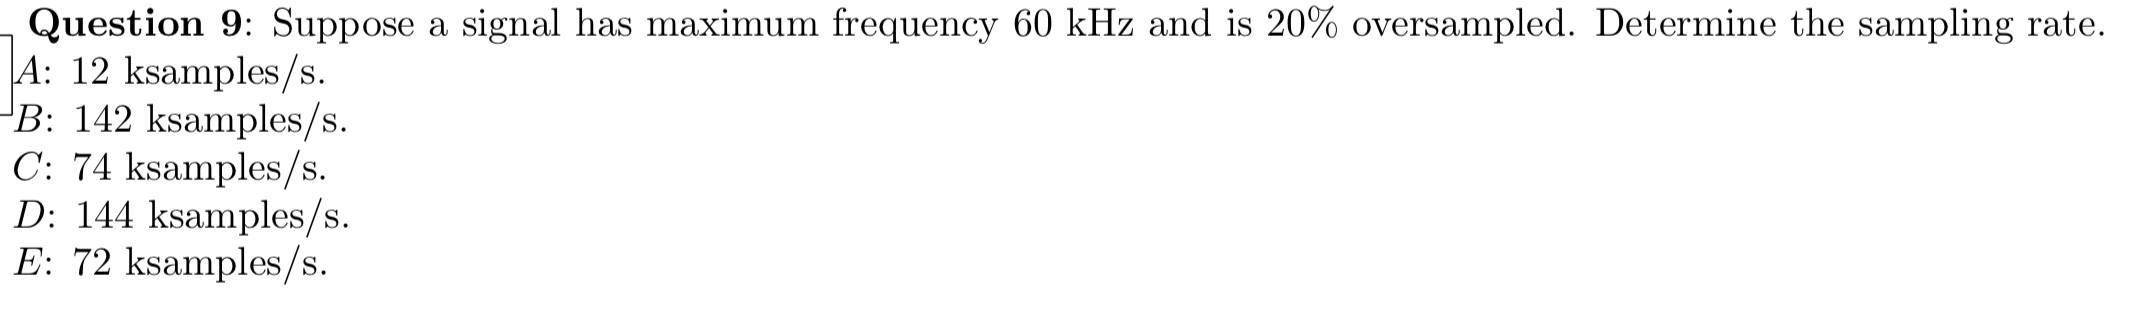 Question 9: Suppose a signal has maximum frequency 60 kHz and is 20% oversampled. Determine the sampling rate.
A: 12 ksamples/s.
B: 142 ksamples/s.
C: 74 ksamples/s.
D: 144 ksamples/s.
E: 72 ksamples/s.